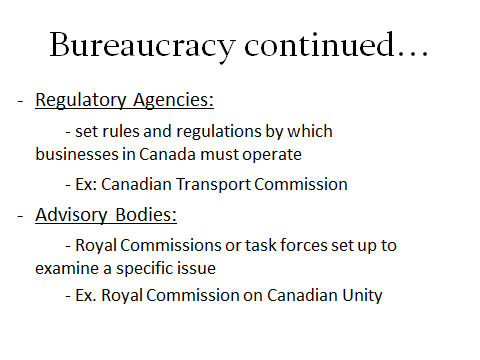 Bureaucracy continued…
- Regulatory Agencies:
- set rules and regulations by which
businesses in Canada must operate
- Ex: Canadian Transport Commission
- Advisory Bodies:
- Royal Commissions or task forces set up to
examine a specific issue
- Ex. Royal Commission on Canadian Unity